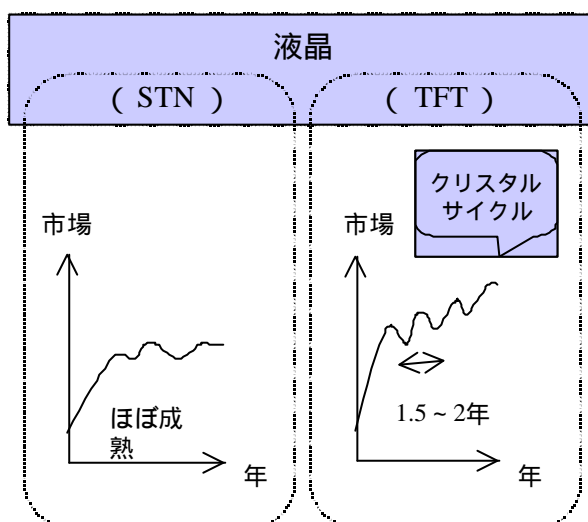 液晶
( STN )
( TFT )
クリスタル
サイクル
市場
市場
ほぼ成
熟
1.5 ~ 2年
年
年